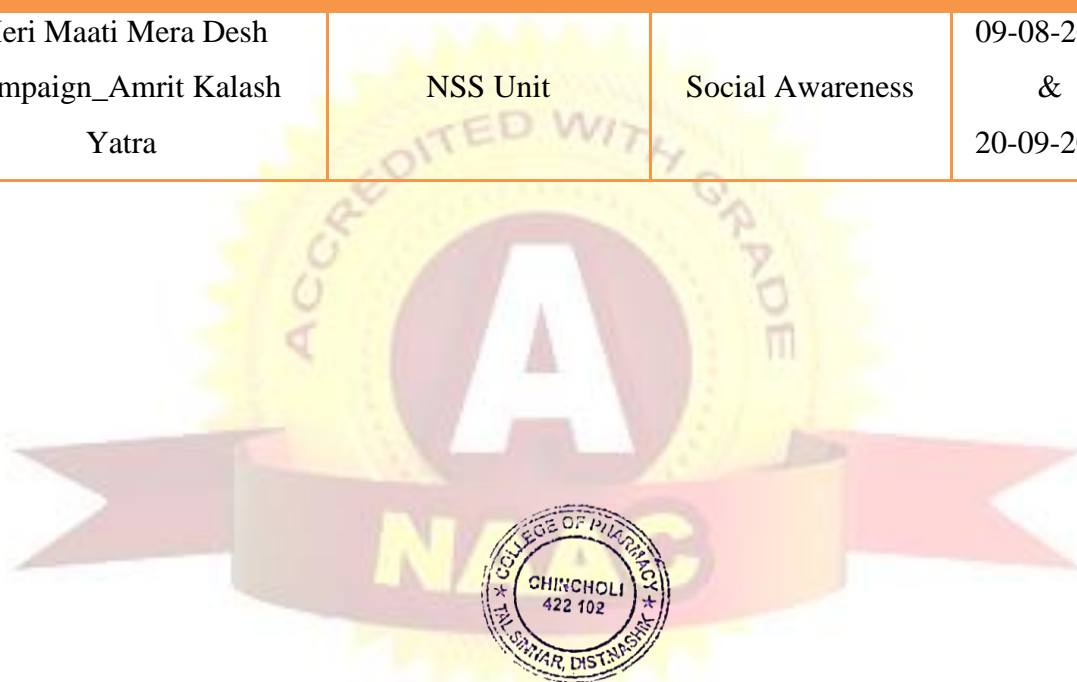 eri Maati Mera Desh
mpaign_Amrit Kalash
Yatra
NSS Unit
Social Awareness
09-08-2
&
20-09-2
ACCREDITED WITH GRADE
A
NAAC
COLLEGE OF PHARMACY
CHINCHOLI
422 102
TAL SINNAR, DIST.NASHIK